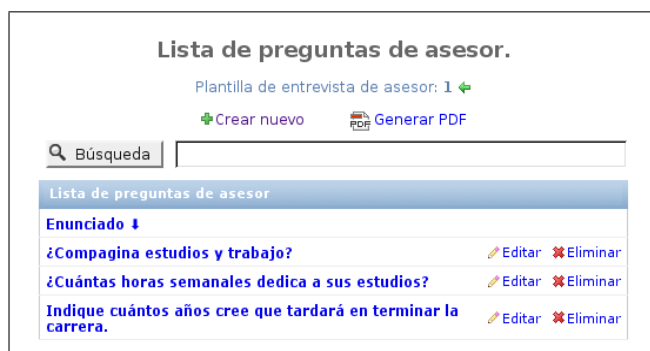 Lista de preguntas de asesor.
Plantilla de entrevista de asesor: 1
Crear nuevo PDF Generar PDF
Búsqueda
Lista de preguntas de asesor
Enunciado
¿Compagina estudios y trabajo? Editar Eliminar
¿Cuántas horas semanales dedica a sus estudios? Editar Eliminar
Indique cuántos años cree que tardará en terminar la
carrera. Editar Eliminar